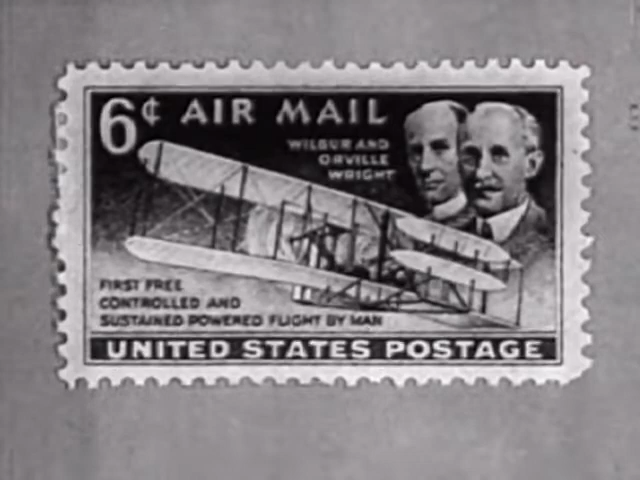 6¢ AIR MAIL
WILBUR AND
ORVILLE
WRIGHT
FIRST FREE
CONTROLLED AND
SUSTAINED POWERED FLIGHT BY MAN
UNITED STATES POSTAGE